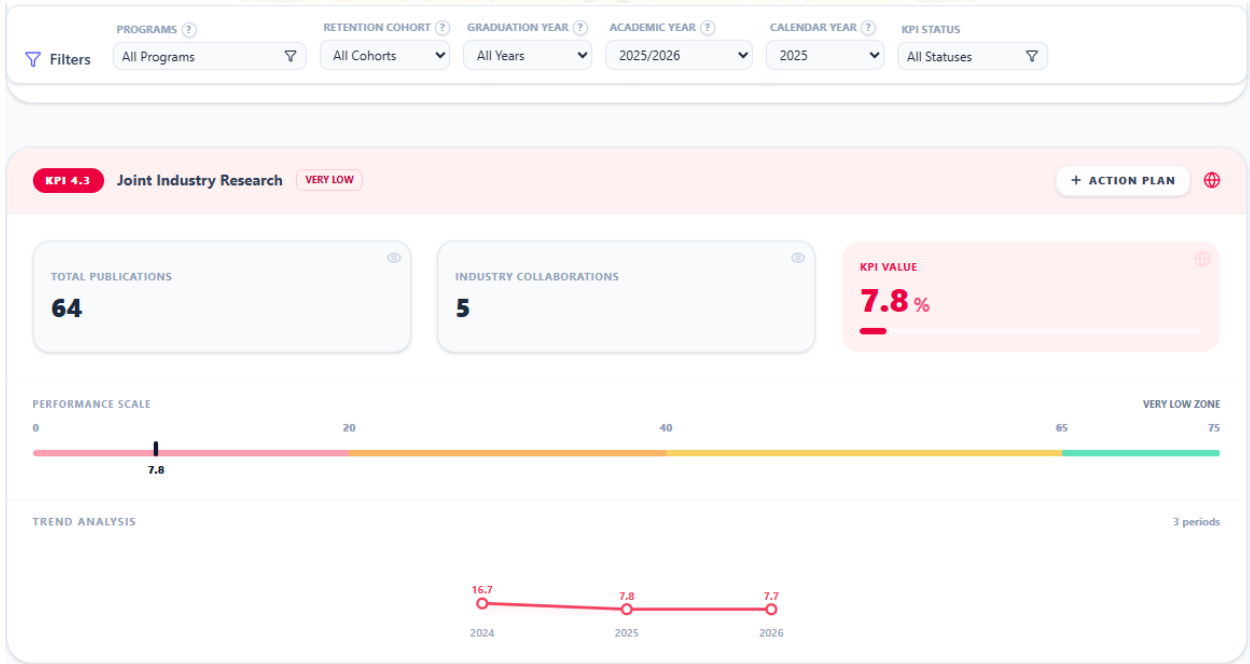 PROGRAMS ?
RETENTION COHORT ?
GRADUATION YEAR ?
ACADEMIC YEAR ?
CALENDAR YEAR ?
KPI STATUS
Filters
All Programs
All Cohorts
All Years
2025/2026
2025
All Statuses
KPI 4.3
Joint Industry Research
VERY LOW
+ ACTION PLAN
TOTAL PUBLICATIONS
64
INDUSTRY COLLABORATIONS
5
KPI VALUE
7.8 %
PERFORMANCE SCALE
VERY LOW ZONE
0
20
40
65
75
7.8
TREND ANALYSIS
3 periods
16.7
7.8
7.7
2024
2025
2026